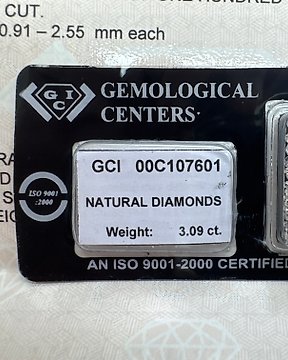 CUT.
0.91 – 2.55 mm each
GCI
GEMOLOGICAL
CENTERS
GCI 00C107601
NATURAL DIAMONDS
Weight: 3.09 ct.
ISO 9001
:2000
AN ISO 9001-2000 CERTIFIED